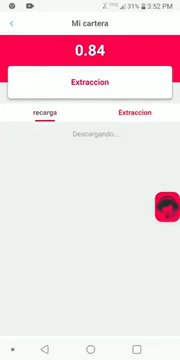 31% 3:52 PM
Mi cartera
0.84
Extraccion
recarga Extraccion
Descargando...